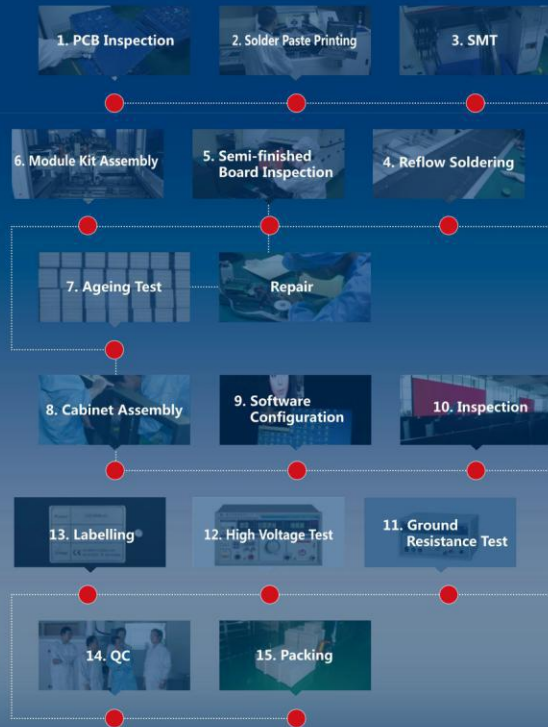 1. PCB Inspection
2. Solder Paste Printing
3. SMT
6. Module Kit Assembly
5. Semi-finished
Board Inspection
4. Reflow Soldering
7. Ageing Test
Repair
8. Cabinet Assembly
9. Software
Configuration
10. Inspection
13. Labelling
12. High Voltage Test
11. Ground
Resistance Test
14. QC
15. Packing